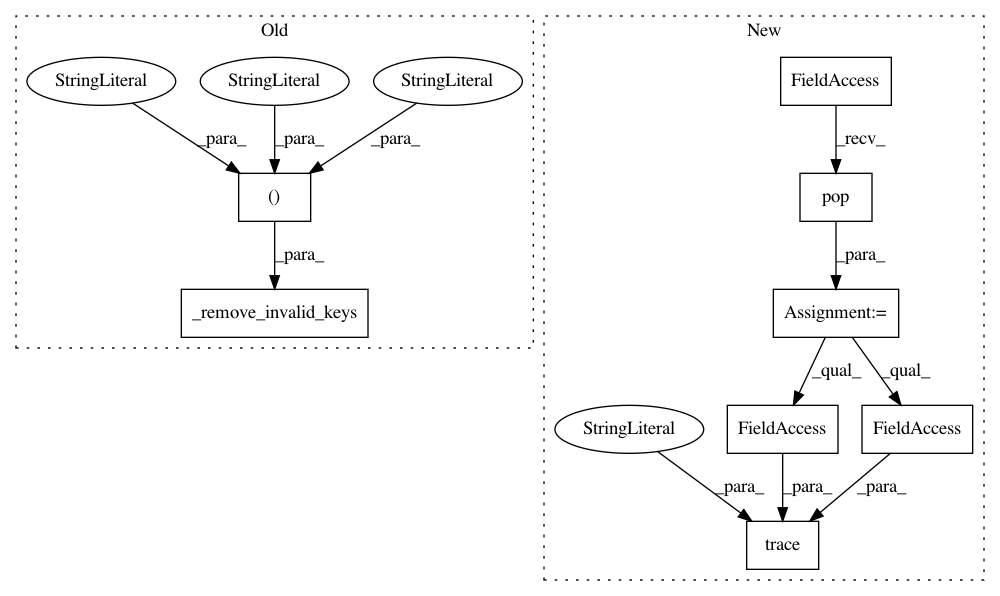 Old
StringLiteral
StringLiteral
StringLiteral
_para_
_para_
_para_
()
_para_
_remove_invalid_keys
New
FieldAccess
_recv_
pop
_para_
Assignment:=
_qual_
_qual_
StringLiteral
FieldAccess
FieldAccess
_para_
_para_
_para_
trace